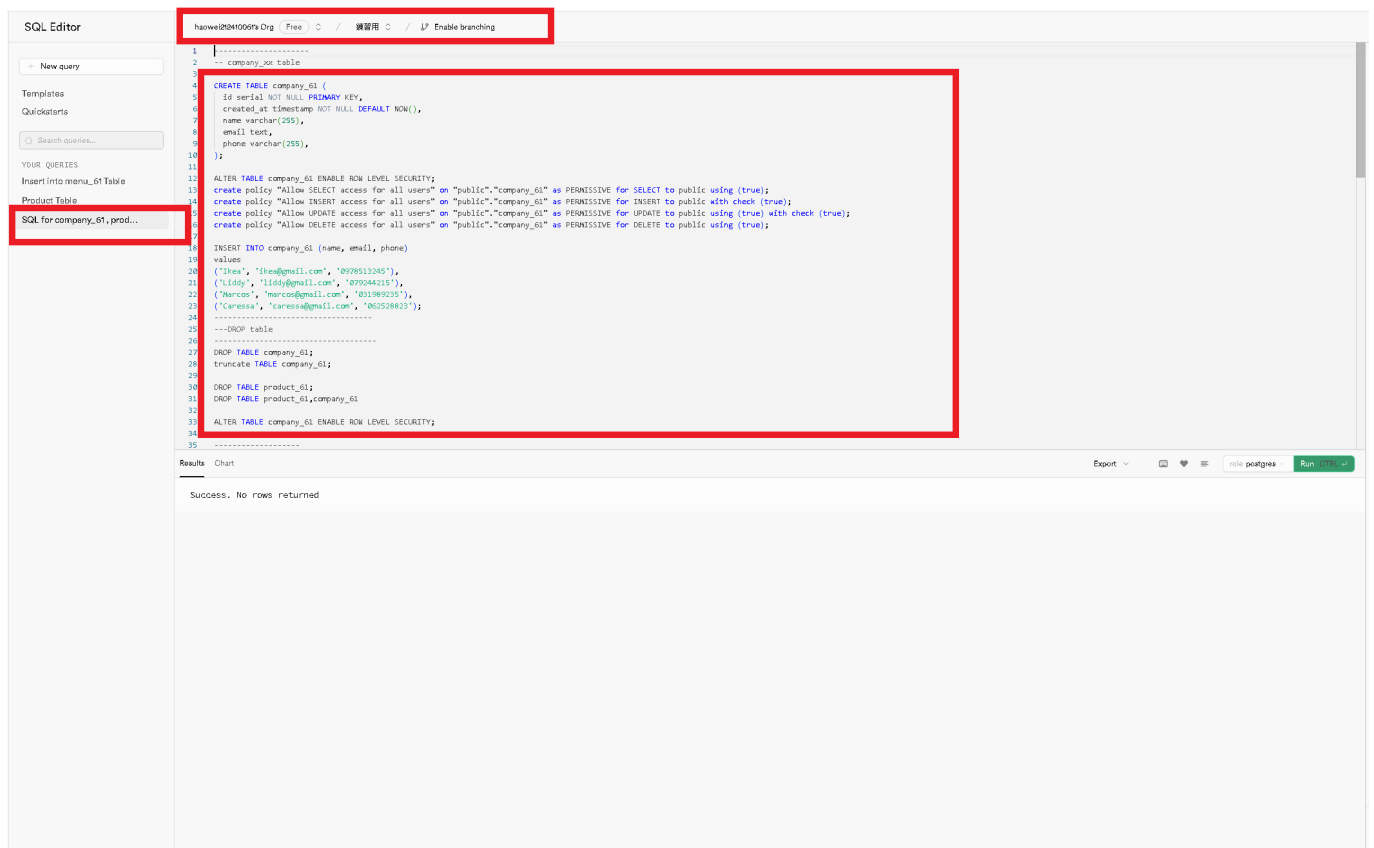 SQL Editor
haowei212410061's Org Free / 練習用 / Enable branching
New query
Templates
Quickstarts
Search queries...
YOUR QUERIES
Insert into menu_61 Table
Product Table
SQL for company_61 , prod...
1 --------------------
2 -- company_xx table
3
4 CREATE TABLE company_61 (
5 id serial NOT NULL PRIMARY KEY,
6 created_at timestamp NOT NULL DEFAULT NOW(),
7 name varchar(255),
8 email text,
9 phone varchar(255),
10 );
11
12 ALTER TABLE company_61 ENABLE ROW LEVEL SECURITY;
13 create policy "Allow SELECT access for all users" on "public"."company_61" as PERMISSIVE for SELECT to public using (true);
14 create policy "Allow INSERT access for all users" on "public"."company_61" as PERMISSIVE for INSERT to public with check (true);
15 create policy "Allow UPDATE access for all users" on "public"."company_61" as PERMISSIVE for UPDATE to public using (true) with check (true);
16 create policy "Allow DELETE access for all users" on "public"."company_61" as PERMISSIVE for DELETE to public using (true);
17
18 INSERT INTO company_61 (name, email, phone)
19 values
20 ('Ikea', 'ikea@gmail.com', '0978513245'),
21 ('Liddy', 'liddy@gmail.com', '079244215'),
22 ('Marcos', 'marcos@gmail.com', '031989235'),
23 ('Caressa', 'caressa@gmail.com', '062528823');
24 -----------------------------------
25 ---DROP table
26 ------------------------------------
27 DROP TABLE company_61;
28 truncate TABLE company_61;
29
30 DROP TABLE product_61;
31 DROP TABLE product_61,company_61
32
33 ALTER TABLE company_61 ENABLE ROW LEVEL SECURITY;
34
35 -------------------
Results Chart Export role postgres Run CTRL ↵
Success. No rows returned